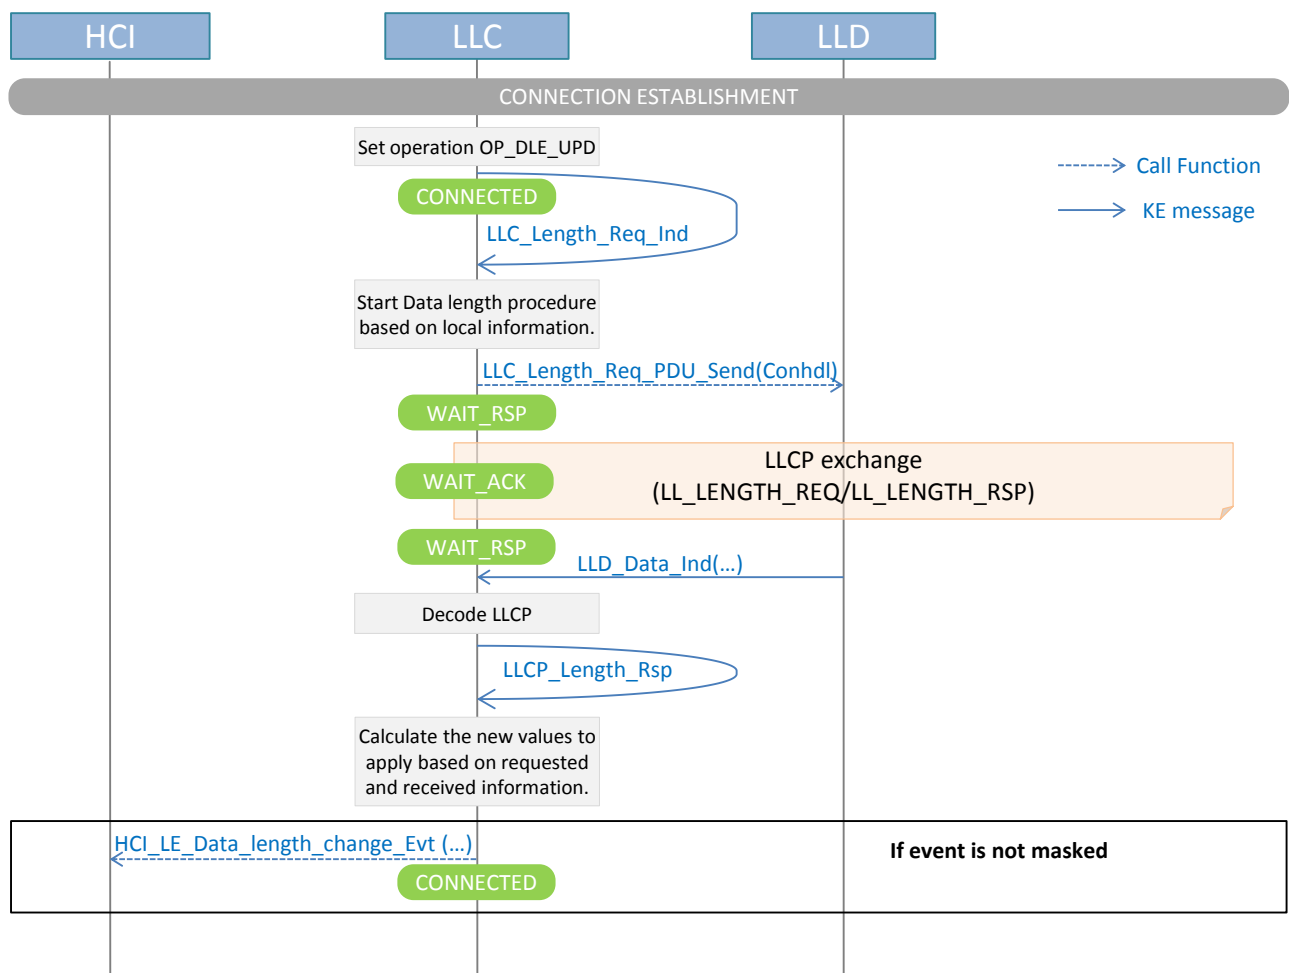 HCI
LLC
LLD
CONNECTION ESTABLISHMENT
Set operation OP_DLE_UPD
Call Function
CONNECTED
KE message
LLC_Length_Req_Ind
Start Data length procedure
based on local information.
LLC_Length_Req_PDU_Send(Conhdl)
WAIT_RSP
LLCP exchange
WAIT_ACK
(LL_LENGTH_REQ/LL_LENGTH_RSP)
WAIT_RSP
LLD_Data_Ind(...)
Decode LLCP
LLCP_Length_Rsp
Calculate the new values to
apply based on requested
and received information.
HCI_LE_Data_length_change_Evt (...)
If event is not masked
CONNECTED